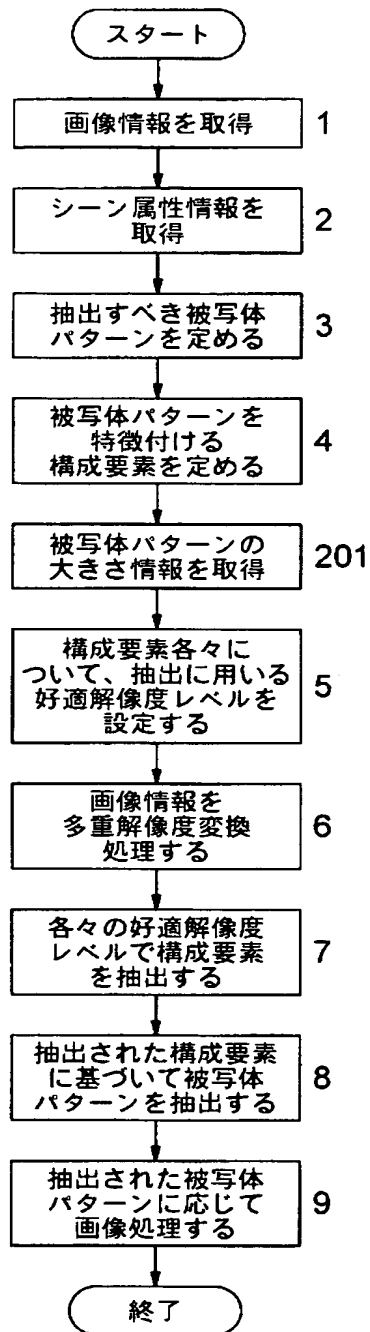 スタート
画像情報を取得
1
シーン属性情報を
取得
2
抽出すべき被写体
パターンを定める
3
被写体パターンを
特徴付ける
構成要素を定める
4
被写体パターンの
大きさ情報を取得
201
構成要素各々に
ついて、抽出に用いる
好適解像度レベルを
設定する
5
画像情報を
多重解像度変換
処理する
6
各々の好適解像度
レベルで構成要素
を抽出する
7
抽出された構成要素
に基づいて被写体
パターンを抽出する
8
抽出された被写体
パターンに応じて
画像処理する
9
終了